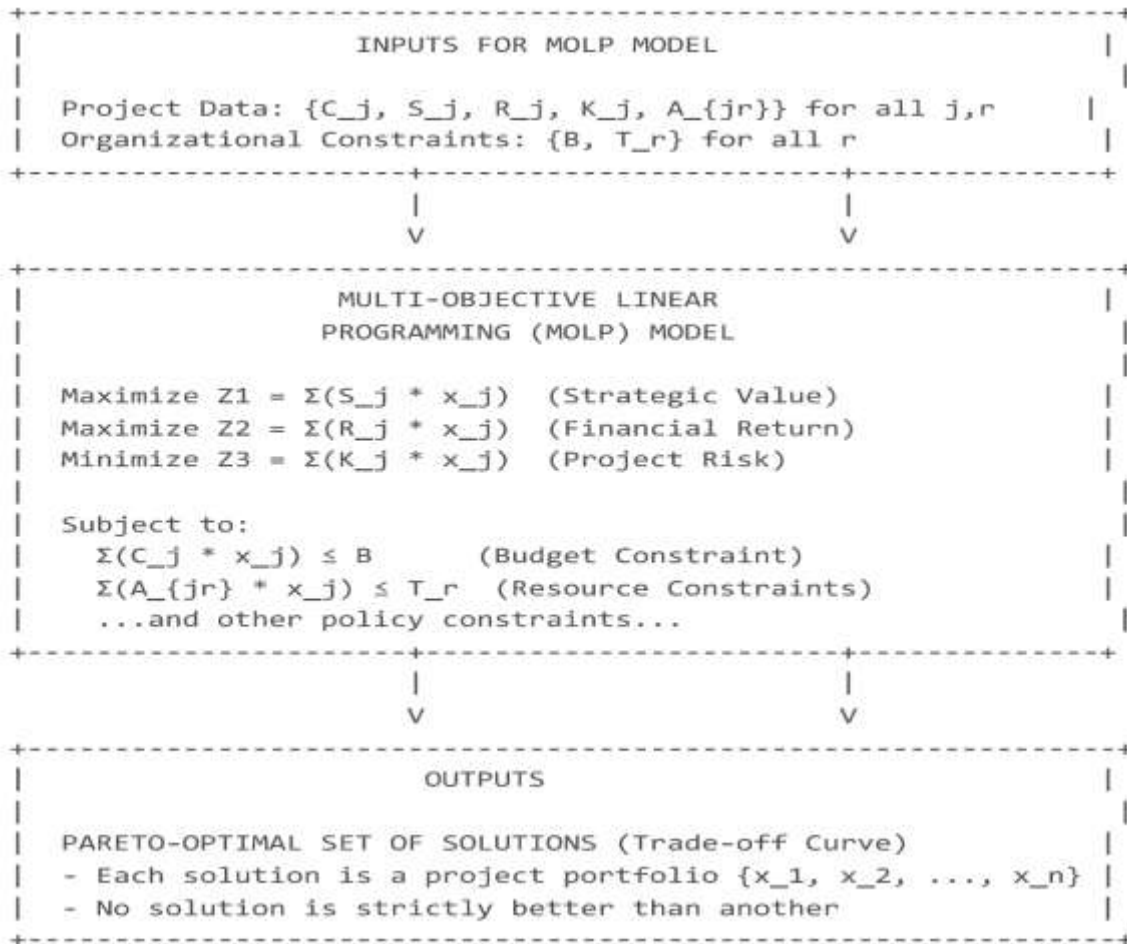 INPUTS FOR MOLP MODEL
Project Data: {C_j, S_j, R_j, K_j, A_{jr}} for all j,r
Organizational Constraints: {B, T_r} for all r
MULTI-OBJECTIVE LINEAR
PROGRAMMING (MOLP) MODEL
Maximize Z1 = Σ(S_j * x_j) (Strategic Value)
Maximize Z2 = Σ(R_j * x_j) (Financial Return)
Minimize Z3 = Σ(K_j * x_j) (Project Risk)
Subject to:
Σ(C_j * x_j) ≤ B (Budget Constraint)
Σ(A_{jr} * x_j) ≤ T_r (Resource Constraints)
...and other policy constraints...
OUTPUTS
PARETO-OPTIMAL SET OF SOLUTIONS (Trade-off Curve)
- Each solution is a project portfolio {x_1, x_2, ..., x_n}
- No solution is strictly better than another